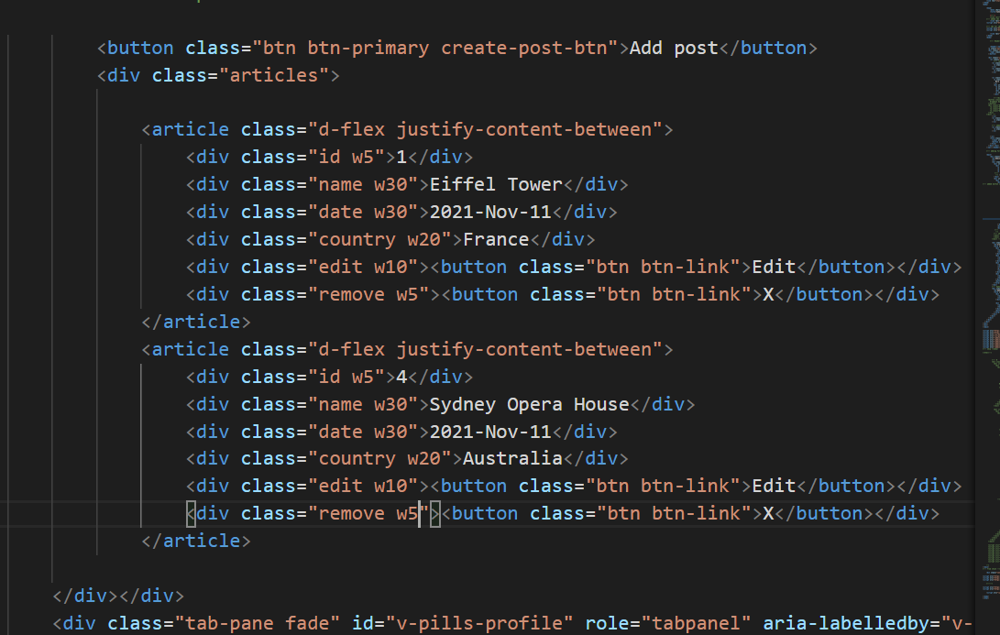 <button class="btn btn-primary create-post-btn">Add post</button>
<div class="articles">
<article class="d-flex justify-content-between">
<div class="id w5">1</div>
<div class="name w30">Eiffel Tower</div>
<div class="date w30">2021-Nov-11</div>
<div class="country w20">France</div>
<div class="edit w10"><button class="btn btn-link">Edit</button></div>
<div class="remove w5"><button class="btn btn-link">X</button></div>
</article>
<article class="d-flex justify-content-between">
<div class="id w5">4</div>
<div class="name w30">Sydney Opera House</div>
<div class="date w30">2021-Nov-11</div>
<div class="country w20">Australia</div>
<div class="edit w10"><button class="btn btn-link">Edit</button></div>
<div class="remove w5"><button class="btn btn-link">X</button></div>
</article>
</div></div>
<div class="tab-pane fade" id="v-pills-profile" role="tabpanel" aria-labelledby="v-